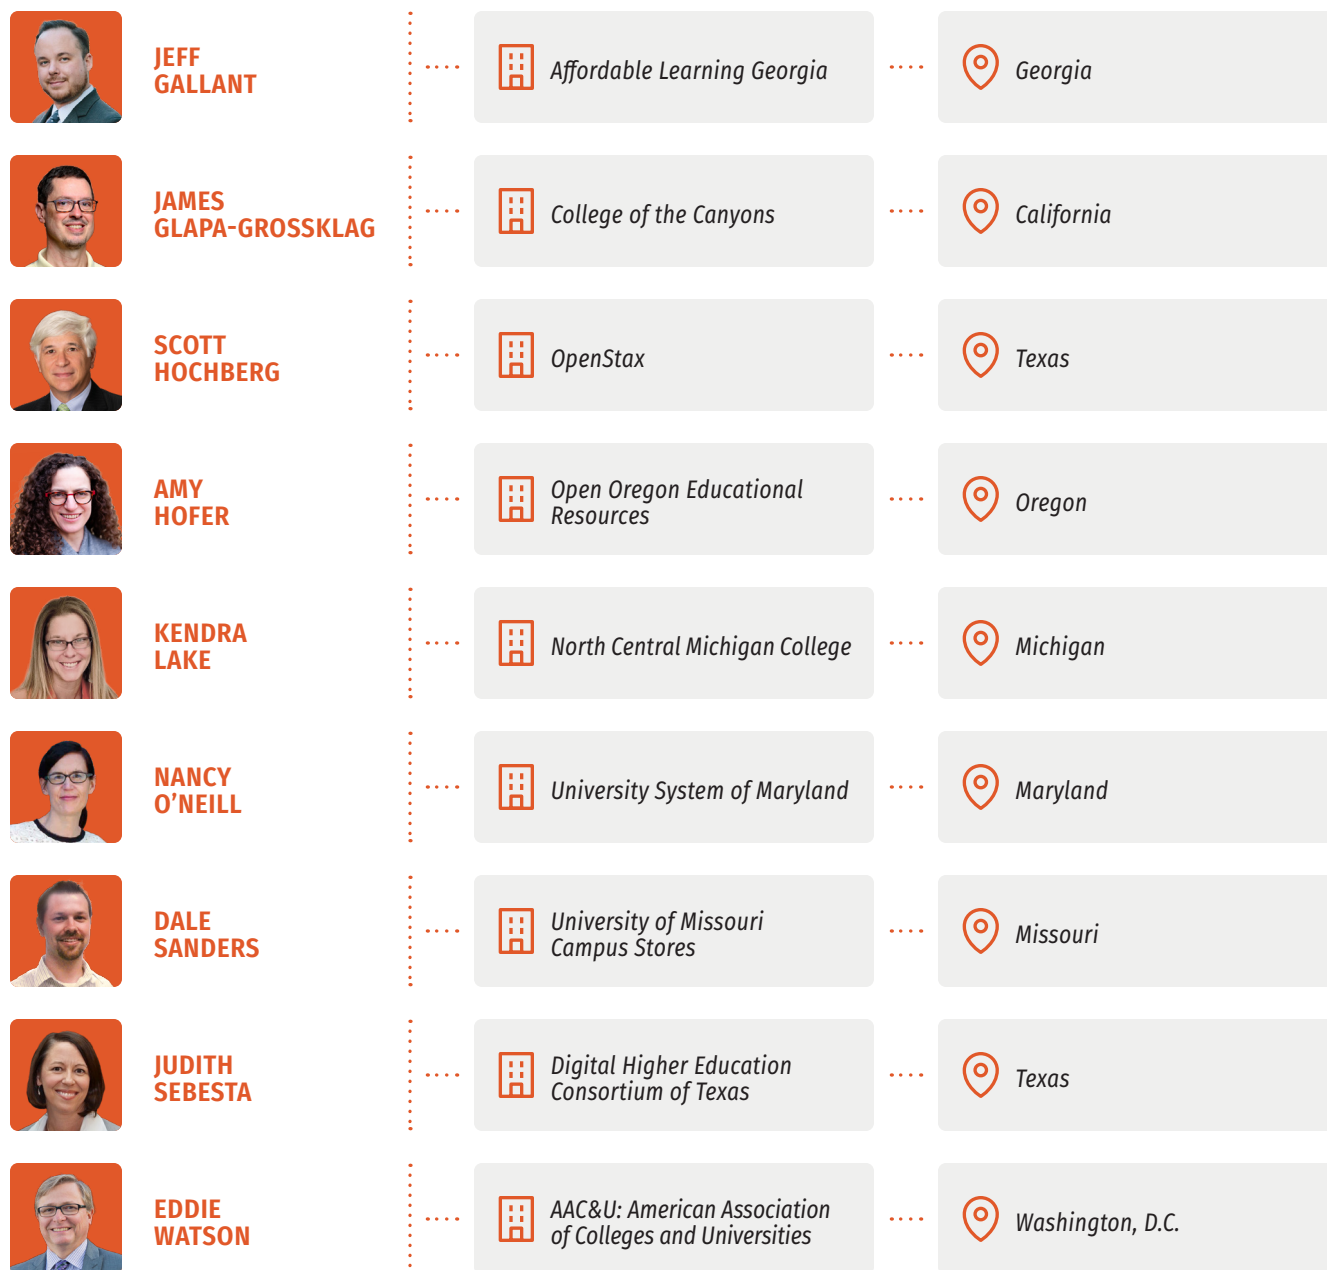 JEFF
GALLANT
Affordable Learning Georgia
Georgia
JAMES
GLAPA-GROSSKLAG
College of the Canyons
California
SCOTT
HOCHBERG
OpenStax
Texas
AMY
HOFER
Open Oregon Educational
Resources
Oregon
KENDRA
LAKE
North Central Michigan College
Michigan
NANCY
O’NEILL
University System of Maryland
Maryland
DALE
SANDERS
University of Missouri
Campus Stores
Missouri
JUDITH
SEBESTA
Digital Higher Education
Consortium of Texas
Texas
EDDIE
WATSON
AAC&U: American Association
of Colleges and Universities
Washington, D.C.